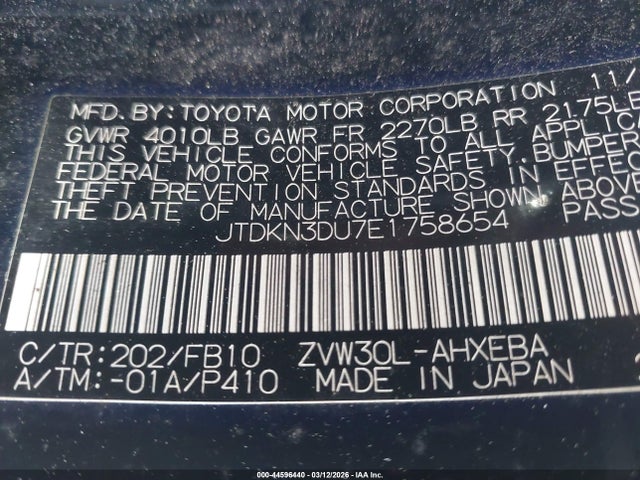 MFD.BY:TOYOTA MOTOR CORPORATION 11/
GVWR 4010LB GAWR FR 2270LB RR 2175LB
THIS VEHICLE CONFORMS TO ALL APPLICA
FEDERAL MOTOR VEHICLE SAFETY,BUMPER
THEFT PREVENTION STANDARDS IN EFFEC
THE DATE OF MANUFACTURE SHOWN ABOVE
JTDKN3DU7E1758654 PASS
C/TR:202/FB10 ZVW30L-AHXEBA
A/TM:-01A/P410 MADE IN JAPAN
000-44596440 - 03/12/2026 - © IAA Inc.